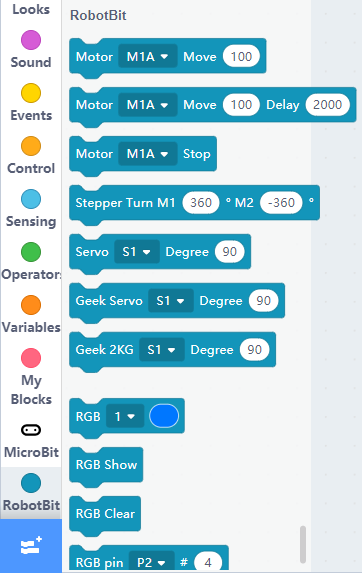 Looks
Sound
Events
Control
Sensing
Operator
Variables
My
Blocks
MicroBit
RobotBit
RobotBit
Motor M1A Move 100
Motor M1A Move 100 Delay 2000
Motor M1A Stop
Stepper Turn M1 360 ° M2 -360 °
Servo S1 Degree 90
Geek Servo S1 Degree 90
Geek 2KG S1 Degree 90
RGB 1
RGB Show
RGB Clear
RGB pin P2 # 4